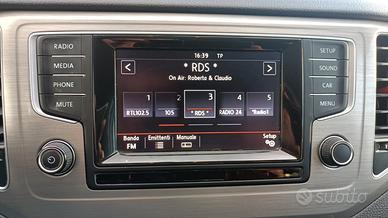 RADIO
MEDIA
PHONE
MUTE
16:39 TP
* RDS *
On Air: Roberta & Claudio
1 2 3 4 5
RTL102.5 105 * RDS * RADIO 24 *Radio1
Banda Emittenti Manuale Setup
FM
SETUP
SOUND
CAR
MENU
subito